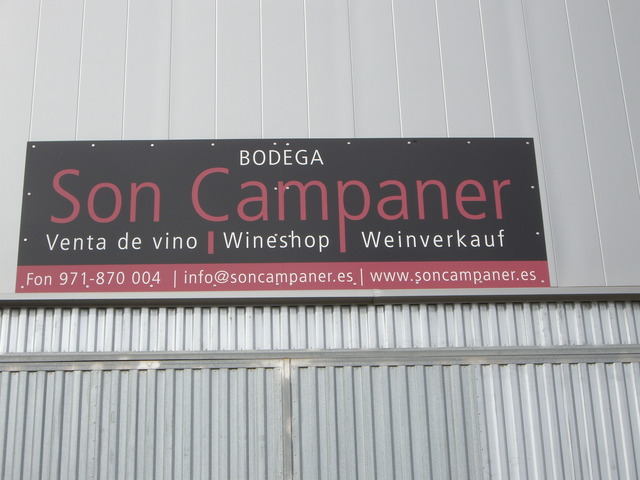 BODEGA
Son Campaner
Venta de vino | Wineshop | Weinverkauf
Fon 971-870 004 | info@soncampaner.es | www.soncampaner.es